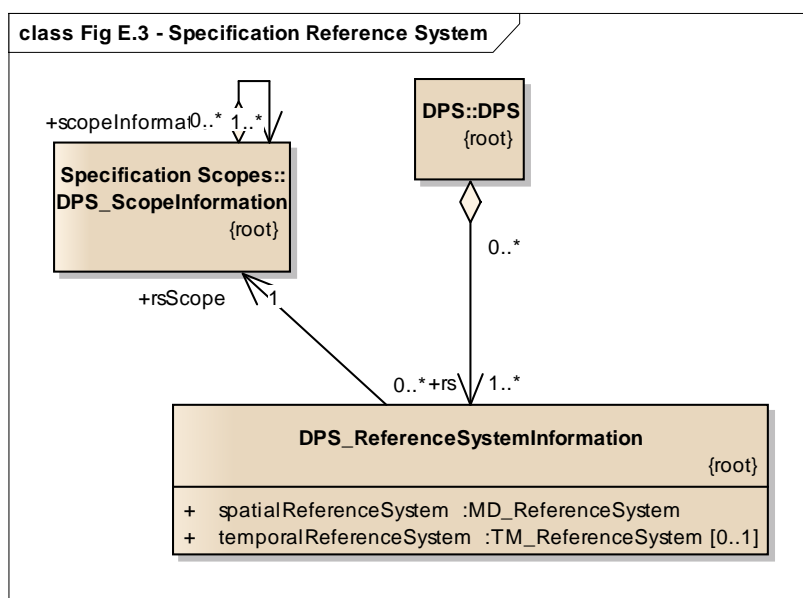 class Fig E.3 - Specification Reference System
+scopeInformat 0..* 1..*
DPS::DPS
{root}
Specification Scopes::
DPS_ScopeInformation
{root}
0..*
+rsScope 1
0..* +rs 1..*
DPS_ReferenceSystemInformation
{root}
+ spatialReferenceSystem :MD_ReferenceSystem
+ temporalReferenceSystem :TM_ReferenceSystem [0..1]